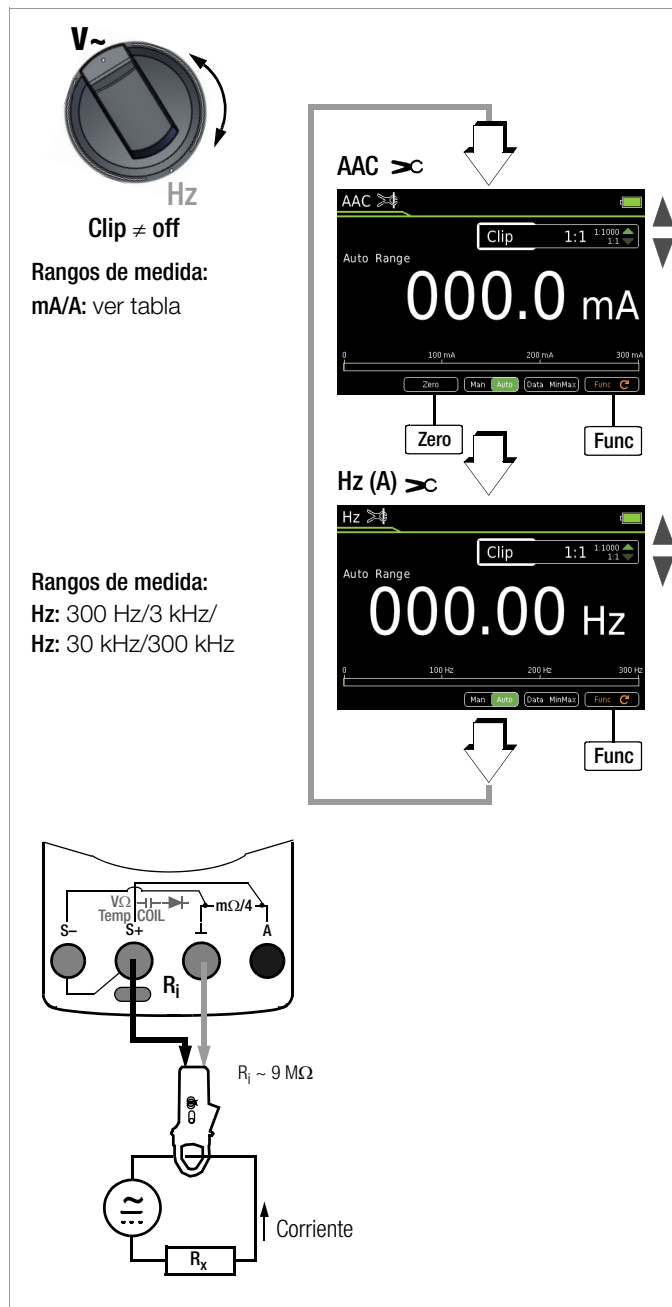 V~
Hz
Clip ≠ off
Rangos de medida:
mA/A: ver tabla
AAC
AAC
Clip 1:1 1:1000
1:1
Auto Range
000.0 mA
0 100 mA 200 mA 300 mA
Zero Man Auto Data MinMax Func
Zero
Func
Hz (A)
Rangos de medida:
Hz: 300 Hz/3 kHz/
Hz: 30 kHz/300 kHz
Hz
Clip 1:1 1:1000
1:1
Auto Range
000.00 Hz
0 100 Hz 200 Hz 300 Hz
Man Auto Data MinMax Func
Func
VΩ
Temp COIL
mΩ/4
S– S+ ⊥ A
Ri
Ri ~ 9 MΩ
Corriente
Rx